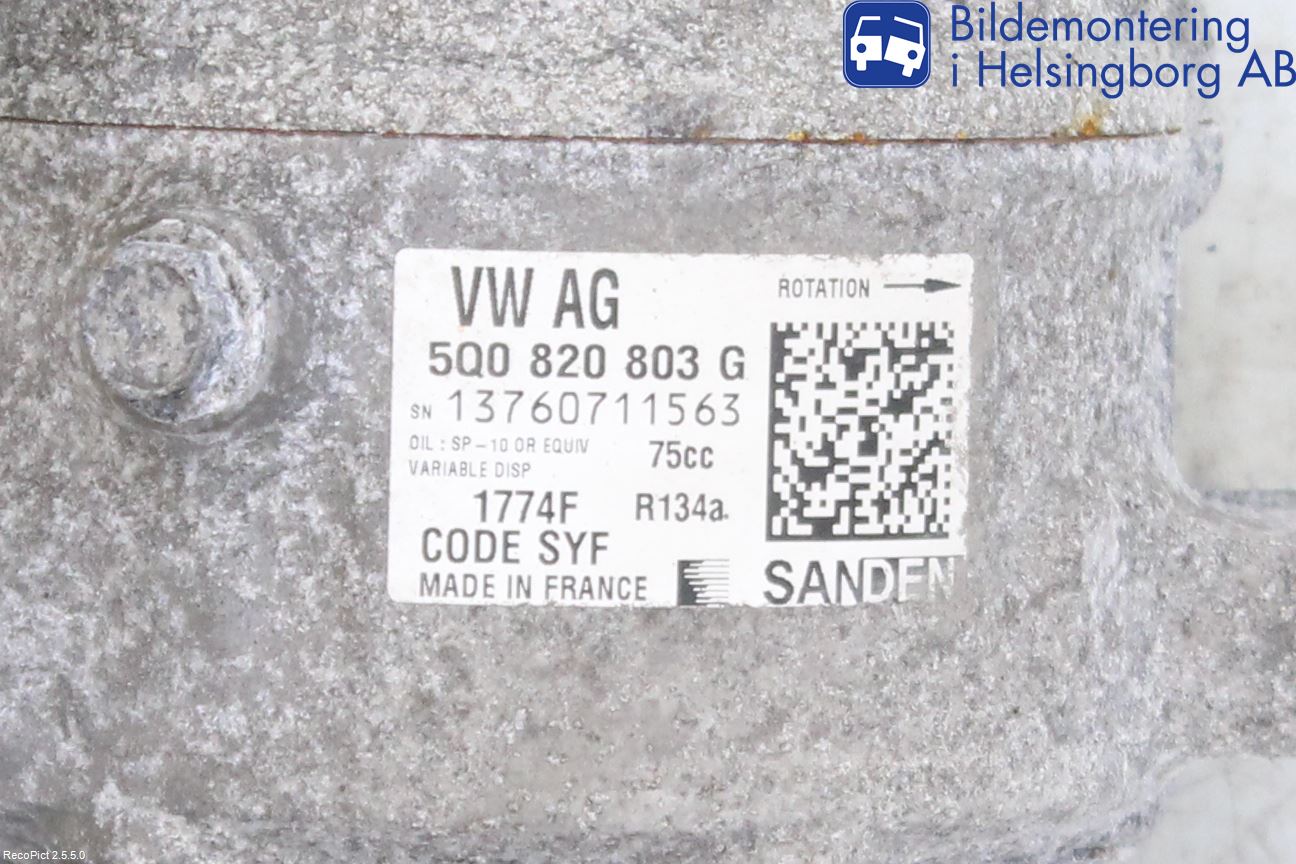 Bildemontering
i Helsingborg AB
VW AG
ROTATION
5Q0 820 803 G
SN 13760711563
OIL : SP-10 OR EQUIV 75cc
VARIABLE DISP
1774F R134a
CODE SYF
MADE IN FRANCE SANDEN
RecoPict 2.5.5.0